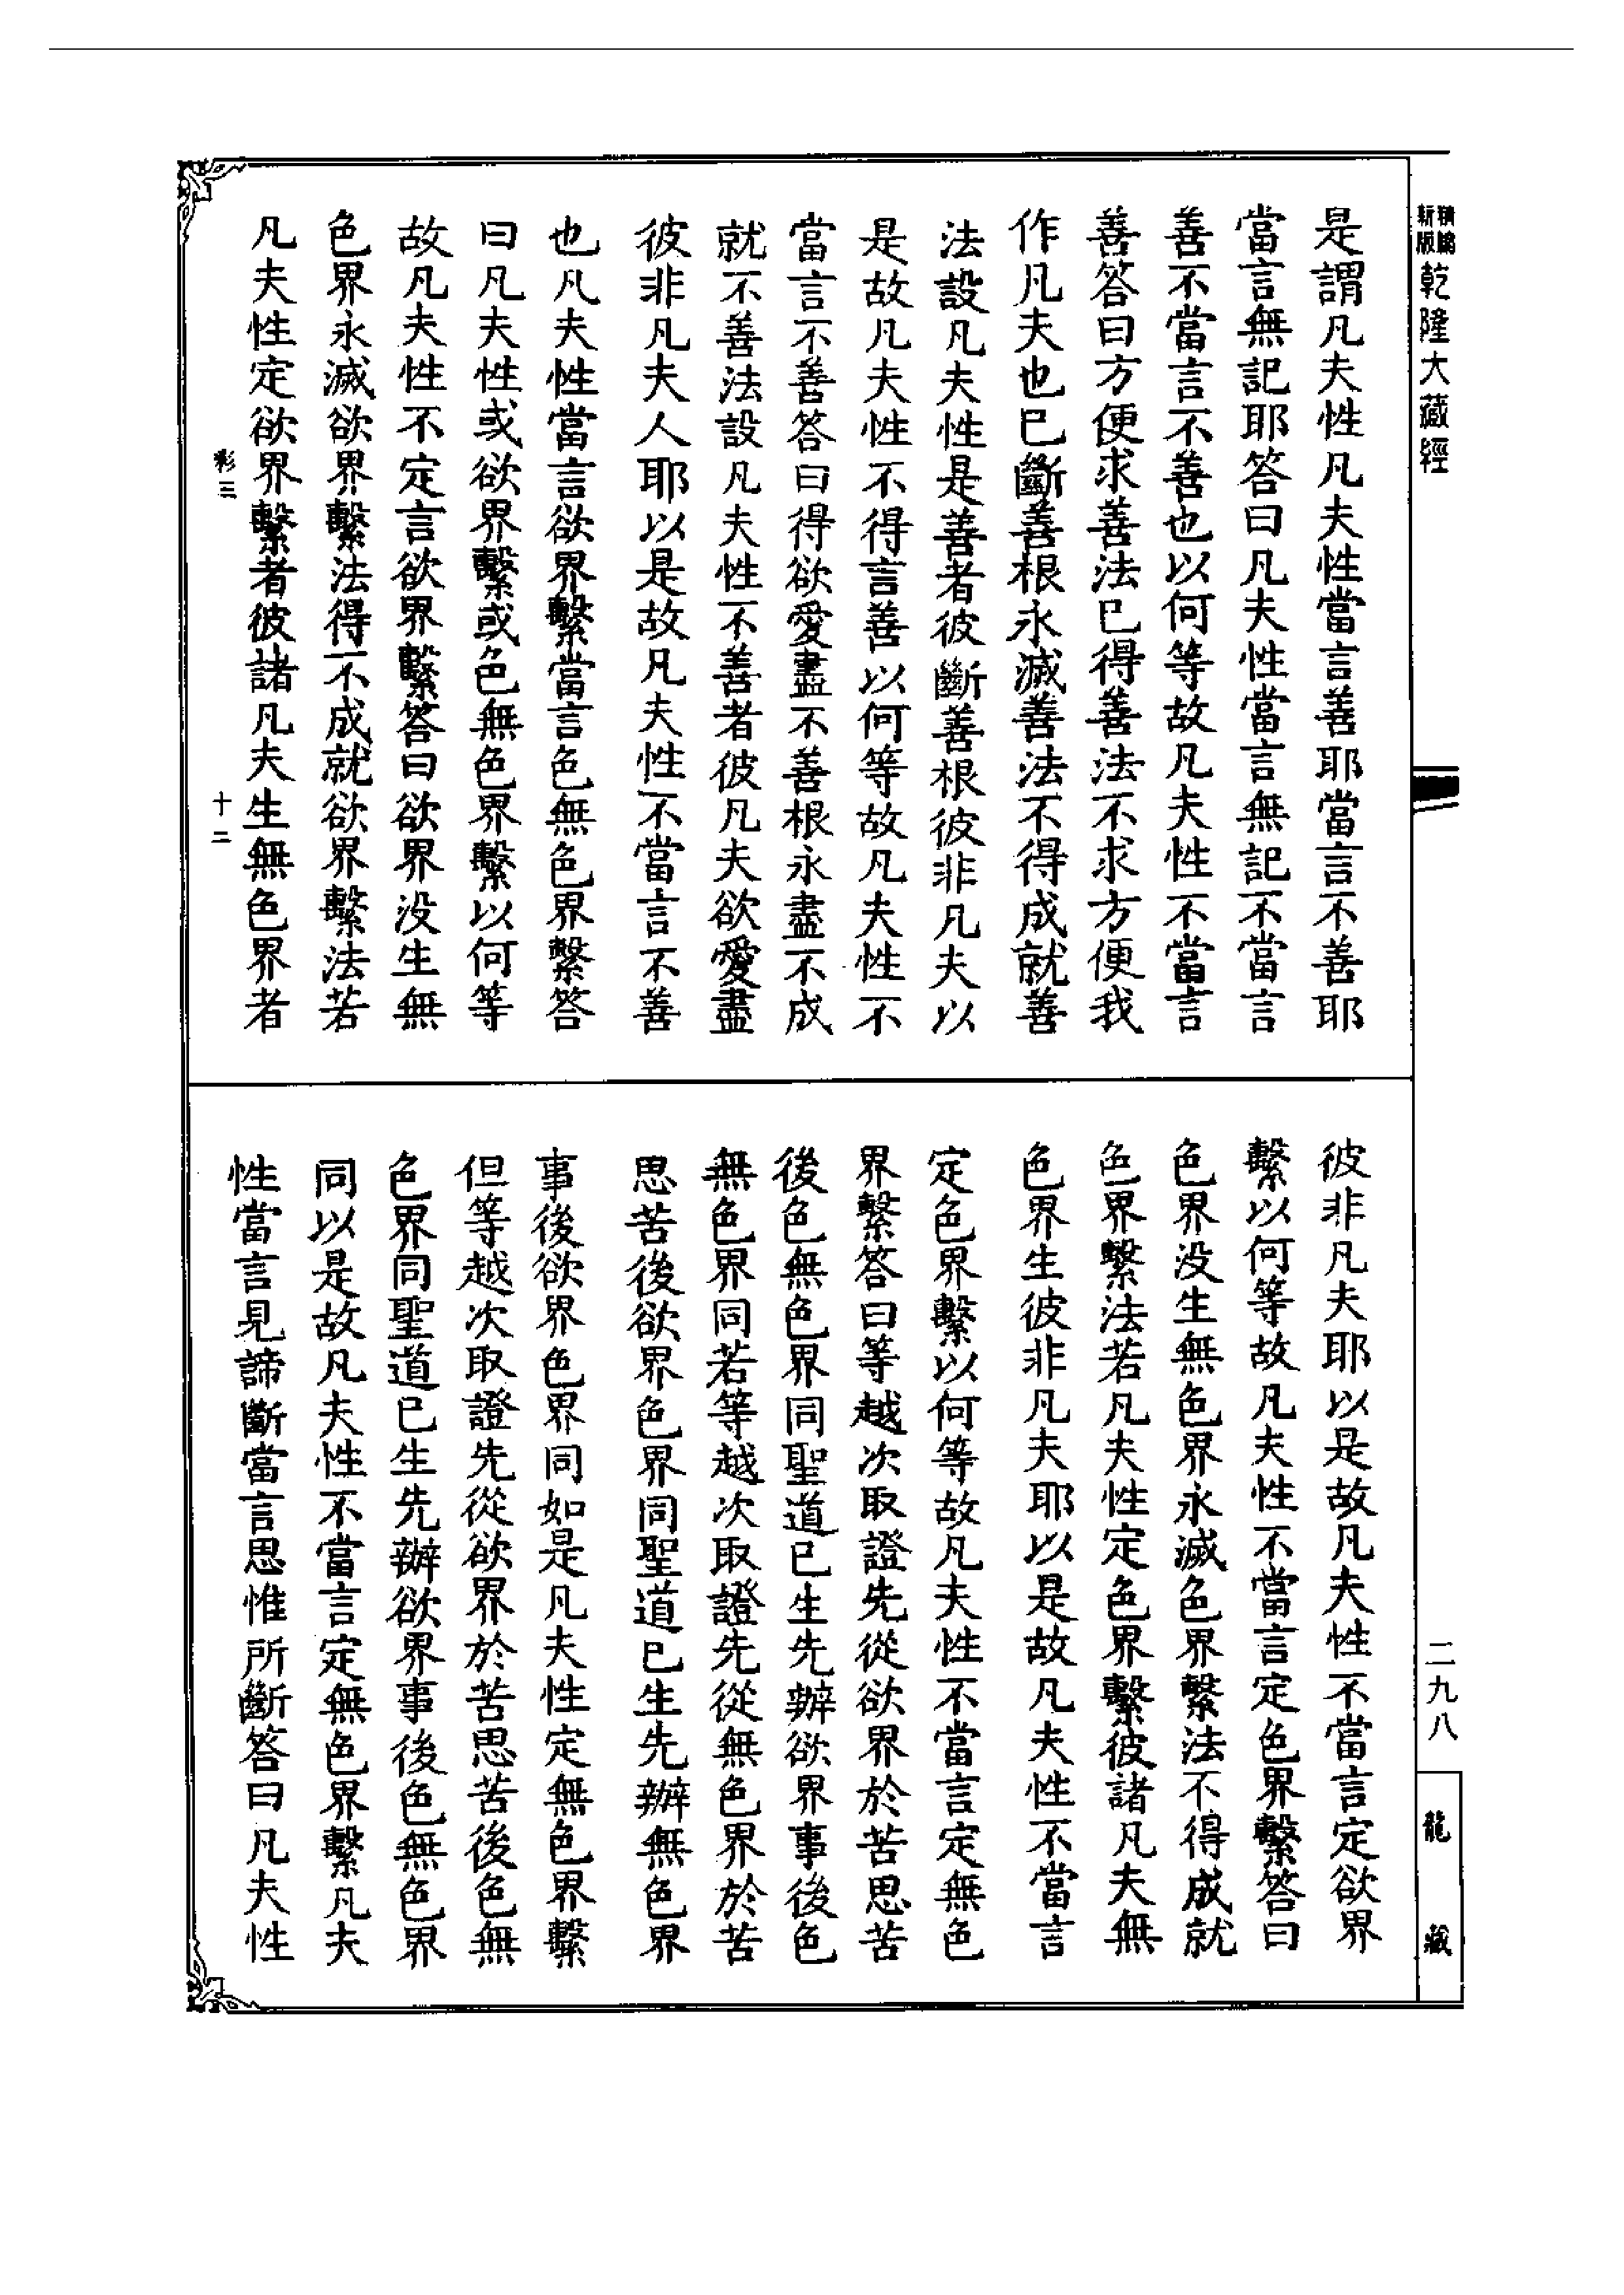 精編
新版
乾隆大藏經
是謂凡夫性凡夫性當言善耶當言不善耶
當言無記耶答曰凡夫性當言無記不當言
善不當言不善也以何等故凡夫性不當言
善答曰方便求善法已得善法不求方便我
作凡夫也已斷善根永滅善法不得成就善
法設凡夫性是善者彼斷善根彼非凡夫以
是故凡夫性不得言善以何等故凡夫性不
當言不善答曰得欲愛盡不善根永盡不成
就不善法設凡夫性不善者彼凡夫欲愛盡
彼非凡夫人耶以是故凡夫性不當言不善
也凡夫性當言欲界繫當言色無色界繫答
曰凡夫性或欲界繫或色無色界繫以何等
故凡夫性不定言欲界繫答曰欲界没生無
色界永滅欲界繫法得不成就欲界繫法若
凡夫性定欲界繫者彼諸凡夫生無色界者
彩三
十二
彼非凡夫耶以是故凡夫性不當言定欲界
繫以何等故凡夫性不當言定色界繫答曰
色界没生無色界永滅色界繫法不得成就
色界繫法若凡夫性定色界繫彼諸凡夫無
色界生彼非凡夫耶以是故凡夫性不當言
定色界繫以何等故凡夫性不當言定無色
界繫答曰等越次取證先從欲界於苦思苦
後色無色界同聖道已生先辦欲界事後色
無色界同若等越次取證先從無色界於苦
思苦後欲界色界同聖道已生先辦無色界
事後欲界色界同如是凡夫性定無色界繫
但等越次取證先從欲界於苦思苦後色無
色界同聖道已生先辦欲界事後色無色界
同以是故凡夫性不當言定無色界繫凡夫
性當言見諦斷當言思惟所斷答曰凡夫性
二九八
龍藏